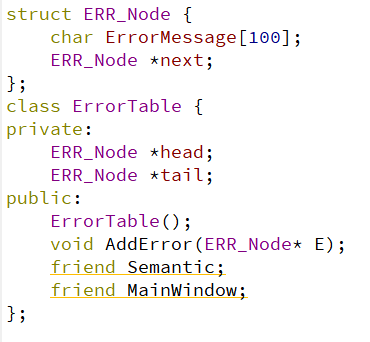 struct ERR_Node {
    char ErrorMessage[100];
    ERR_Node *next;
};
class ErrorTable {
private:
    ERR_Node *head;
    ERR_Node *tail;
public:
    ErrorTable();
    void AddError(ERR_Node* E);
    friend Semantic;
    friend MainWindow;
};